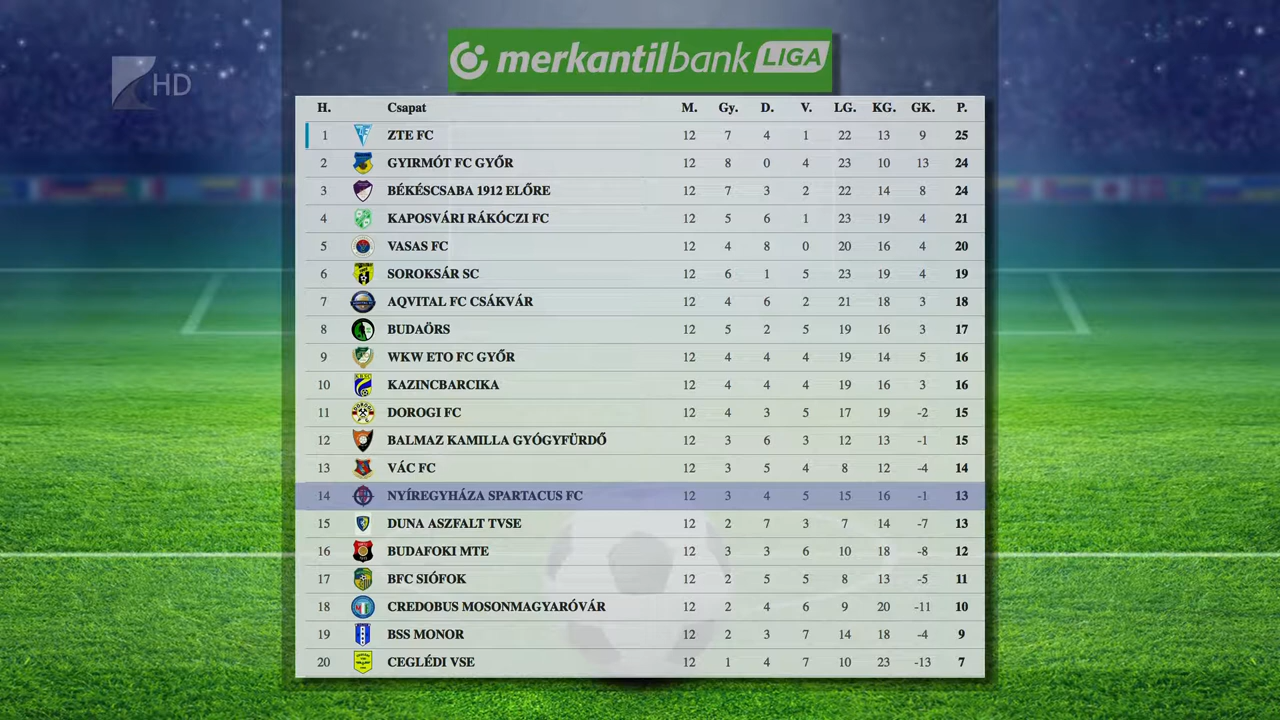 merkantilbank LIGA
HD
H. Csapat M. Gy. D. V. LG. KG. GK. P.
1 ZTE FC 12 7 4 1 22 13 9 25
2 GYIRMÓT FC GYŐR 12 8 0 4 23 10 13 24
3 BÉKÉSCSABA 1912 ELŐRE 12 7 3 2 22 14 8 24
4 KAPOSVÁRI RÁKÓCZI FC 12 5 6 1 23 19 4 21
5 VASAS FC 12 4 8 0 20 16 4 20
6 SOROKSÁR SC 12 6 1 5 23 19 4 19
7 AQVITAL FC CSÁKVÁR 12 4 6 2 21 18 3 18
8 BUDAÖRS 12 5 2 5 19 16 3 17
9 WKW ETO FC GYŐR 12 4 4 4 19 14 5 16
10 KAZINCBARCIKA 12 4 4 4 19 16 3 16
11 DOROGI FC 12 4 3 5 17 19 -2 15
12 BALMAZ KAMILLA GYÓGYFÜRDŐ 12 3 6 3 12 13 -1 15
13 VÁC FC 12 3 5 4 8 12 -4 14
14 NYÍREGYHÁZA SPARTACUS FC 12 3 4 5 15 16 -1 13
15 DUNA ASZFALT TVSE 12 2 7 3 7 14 -7 13
16 BUDAFOKI MTE 12 3 3 6 10 18 -8 12
17 BFC SIÓFOK 12 2 5 5 8 13 -5 11
18 CREDOBUS MOSONMAGYARÓVÁR 12 2 4 6 9 20 -11 10
19 BSS MONOR 12 2 3 7 14 18 -4 9
20 CEGLÉDI VSE 12 1 4 7 10 23 -13 7